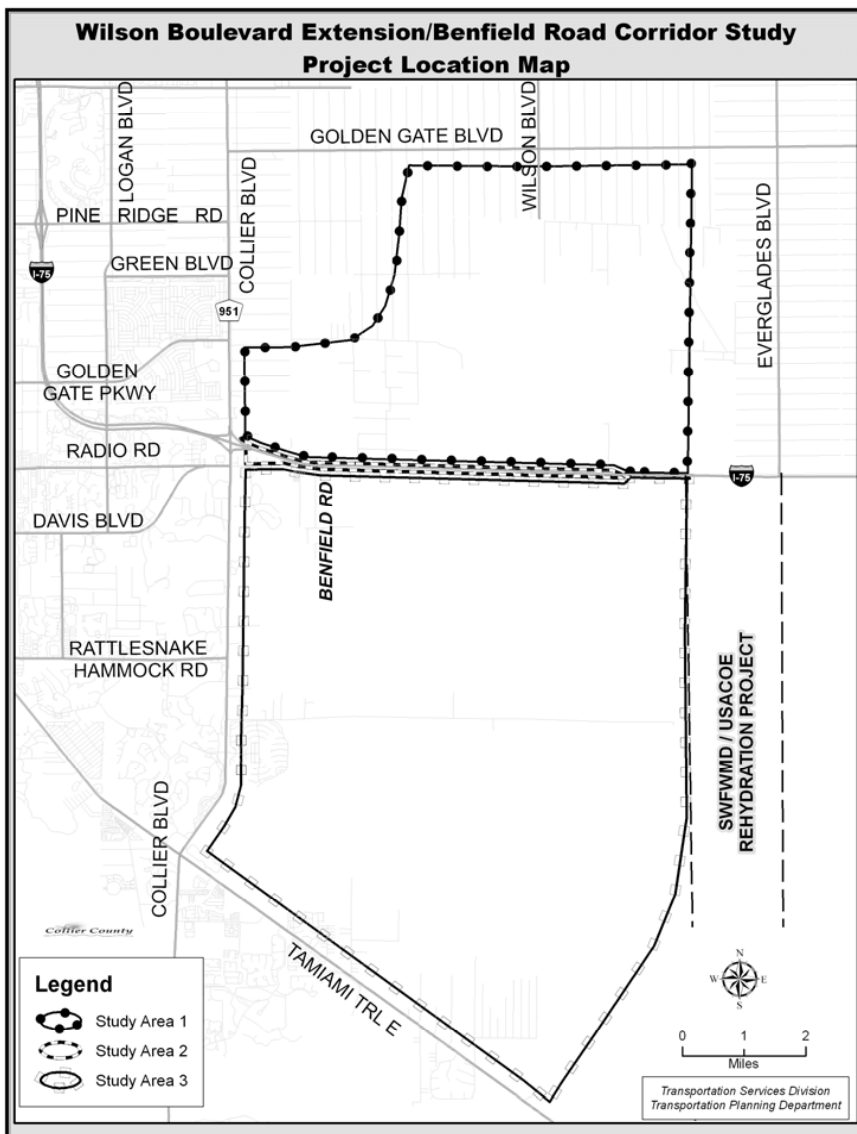 Wilson Boulevard Extension/Benfield Road Corridor Study
Project Location Map
LOGAN BLVD
GOLDEN GATE BLVD
WILSON BLVD
COLLIER BLVD
PINE RIDGE RD
EVERGLADES BLVD
GREEN BLVD
I-75
951
GOLDEN
GATE PKWY
RADIO RD
I-75
DAVIS BLVD
BENFIELD RD
RATTLESNAKE
HAMMOCK RD
SWFWMD / USACOE
REHYDRATION PROJECT
COLLIER BLVD
Collier County
TAMIAMI TRL E
N
W
E
S
Legend
Study Area 1
Study Area 2
Study Area 3
0 1 2
Miles
Transportation Services Division
Transportation Planning Department